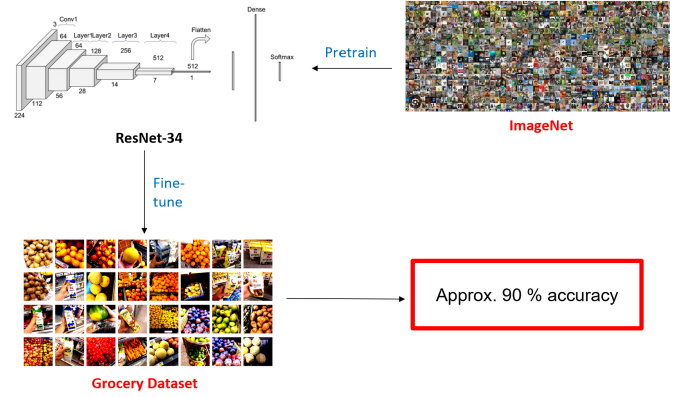 Dense
3 Conv1
64
64
Layer1 Layer2
128
Layer3
256
Layer4
512
Flatten
512
Softmax
224
112
56
28
14
7
1
Pretrain
ImageNet
ResNet-34
Fine-
tune
Approx. 90 % accuracy
Grocery Dataset